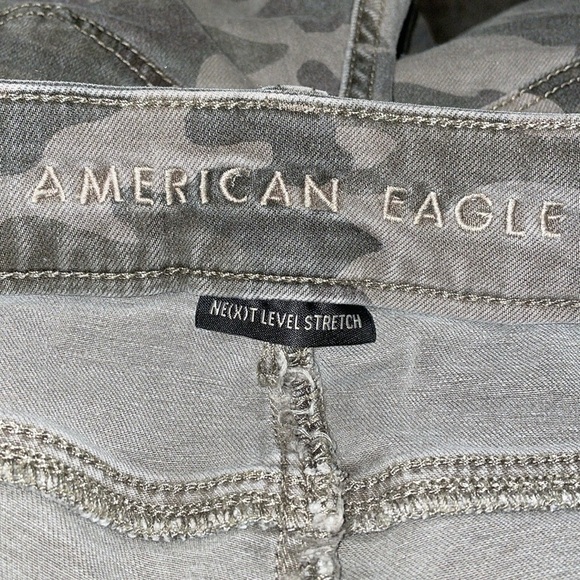 AMERICAN EAGLE
NE(X)T LEVEL STRETCH